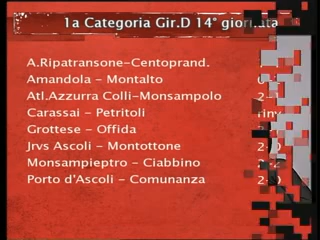 1a Categoria Gir.D 14° giornata
A.Ripatransone-Centoprand.
Amandola - Montalto
Atl.Azzurra Colli-Monsampolo
Carassai - Petritoli
Grottese - Offida
Jrvs Ascoli - Montottone
Monsampieptro - Ciabbino
Porto d'Ascoli - Comunanza